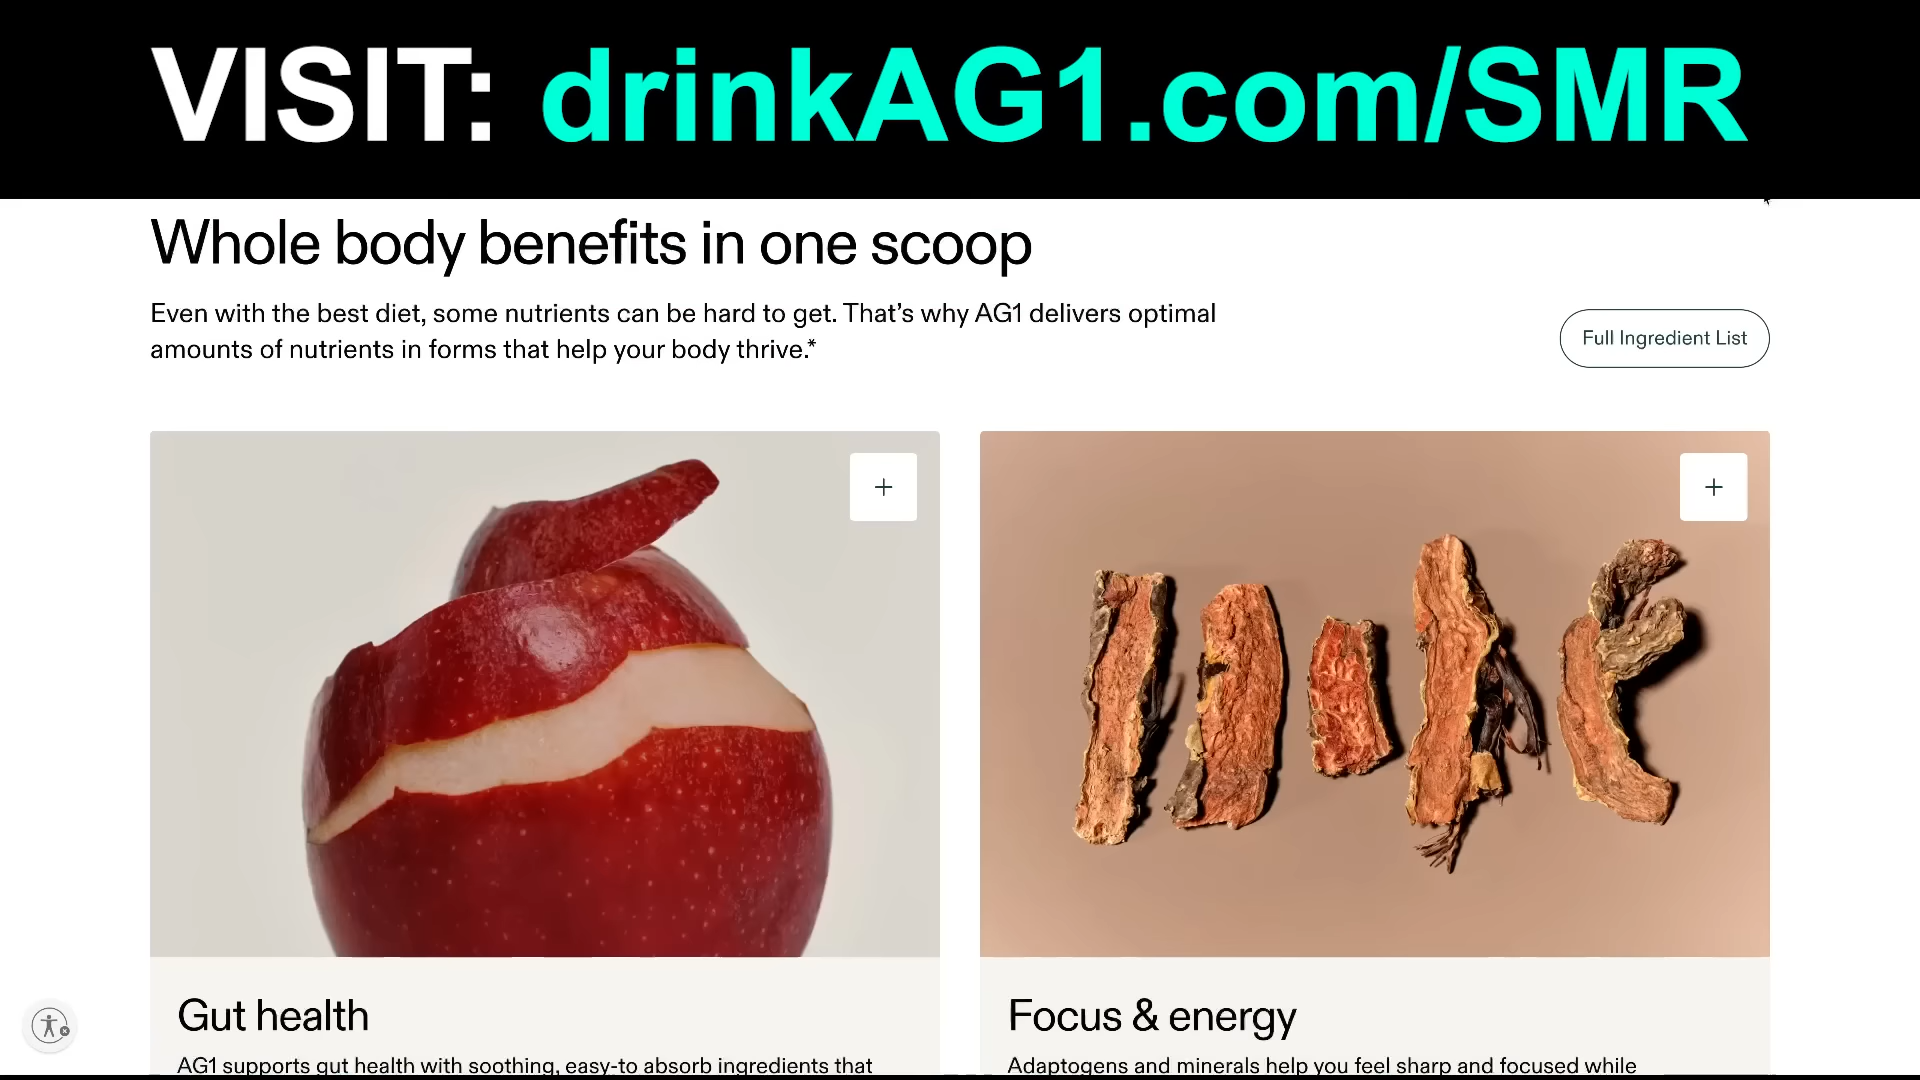 VISIT: drinkAG1.com/SMR
Whole body benefits in one scoop
Even with the best diet, some nutrients can be hard to get. That’s why AG1 delivers optimal
amounts of nutrients in forms that help your body thrive.*
Full Ingredient List
Gut health
AG1 supports gut health with soothing, easy-to absorb ingredients that
Focus & energy
Adaptogens and minerals help you feel sharp and focused while